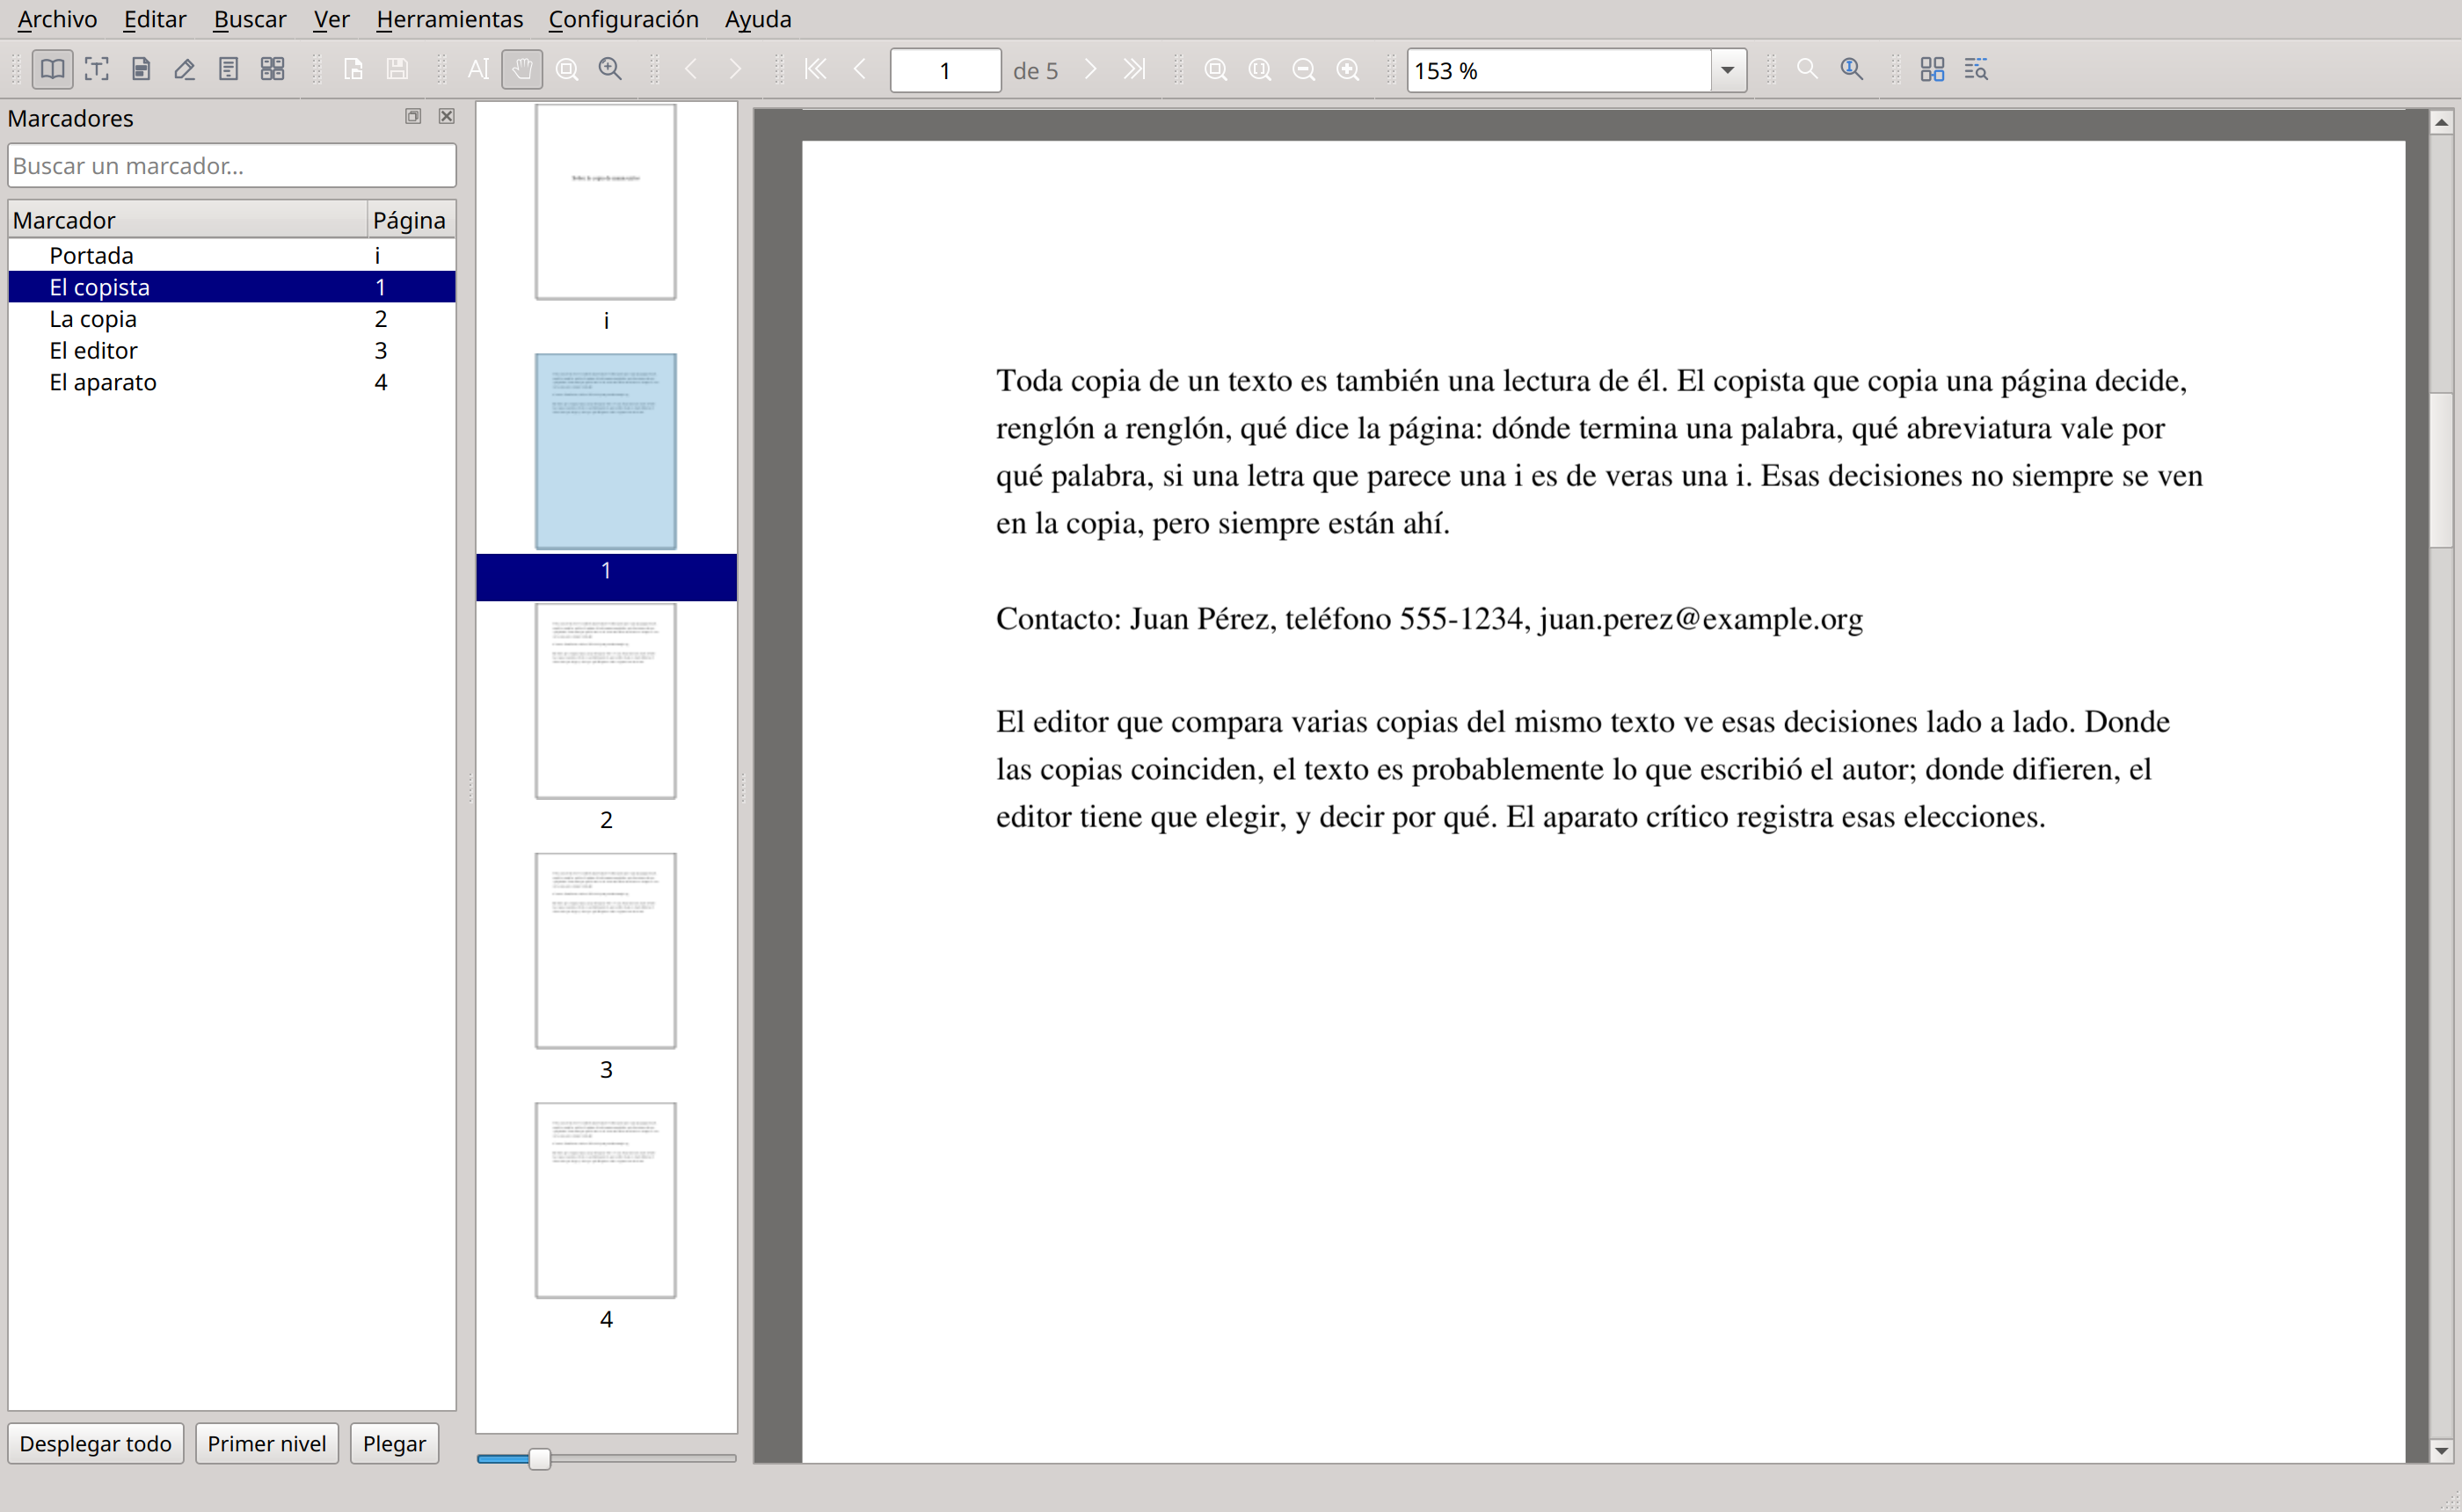 Archivo Editar Buscar Ver Herramientas Configuración Ayuda
1 de 5 153 %
Marcadores
Buscar un marcador...
Marcador Página
Portada i
El copista 1
La copia 2
El editor 3
El aparato 4
Desplegar todo Primer nivel Plegar
i
1
2
3
4
Toda copia de un texto es también una lectura de él. El copista que copia una página decide,
renglón a renglón, qué dice la página: dónde termina una palabra, qué abreviatura vale por
qué palabra, si una letra que parece una i es de veras una i. Esas decisiones no siempre se ven
en la copia, pero siempre están ahí.
Contacto: Juan Pérez, teléfono 555-1234, juan.perez@example.org
El editor que compara varias copias del mismo texto ve esas decisiones lado a lado. Donde
las copias coinciden, el texto es probablemente lo que escribió el autor; donde difieren, el
editor tiene que elegir, y decir por qué. El aparato crítico registra esas elecciones.